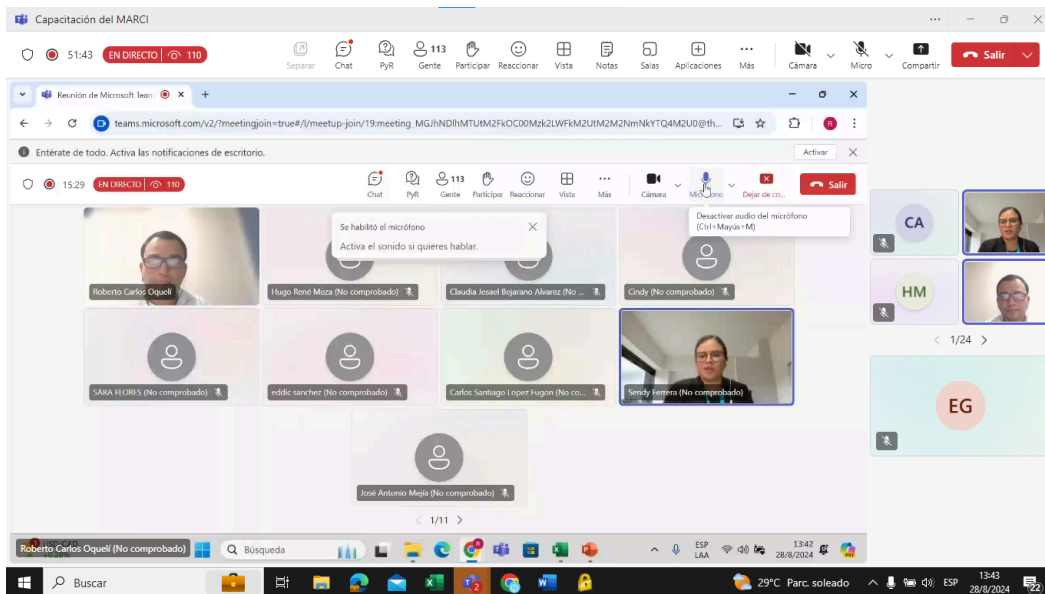 Capacitación del MARCI
51:43 EN DIRECTO 110
Separar Chat PyR 113 Gente Participar Reaccionar Vista Notas Salas Aplicaciones Más Cámara Micro Compartir Salir
Reunión de Microsoft Team
teams.microsoft.com/v2/?meetingjoin=true#/l/meetup-join/19:meeting_
Entérate de todo. Activa las notificaciones de escritorio. Activar
15:29 EN DIRECTO 110
Chat PyR 113 Gente Participar Reaccionar Vista Más Cámara Micrófono Dejar de co... Salir
Desactivar audio del micrófono
(Ctrl+Mayús+M)
Se habilitó el micrófono
Activa el sonido si quieres hablar.
CA
Roberto Carlos Oquelí Hugo René Meza (No comprobado) Claudia Jesael Bejarano Alvarez (No ... Cindy (No comprobado)
HM
1/24
SARA FLORES (No comprobado) eddic sanchez (No comprobado) Carlos Santiago Lopez Fugon (No co... Sendy Ferrera (No comprobado)
EG
José Antonio Mejía (No comprobado)
1/11
Roberto Carlos Oquelí (No comprobado) Búsqueda ESP LAA 13:42 28/8/2024
Buscar 29°C Parc. soleado ESP 13:43 28/8/2024 22